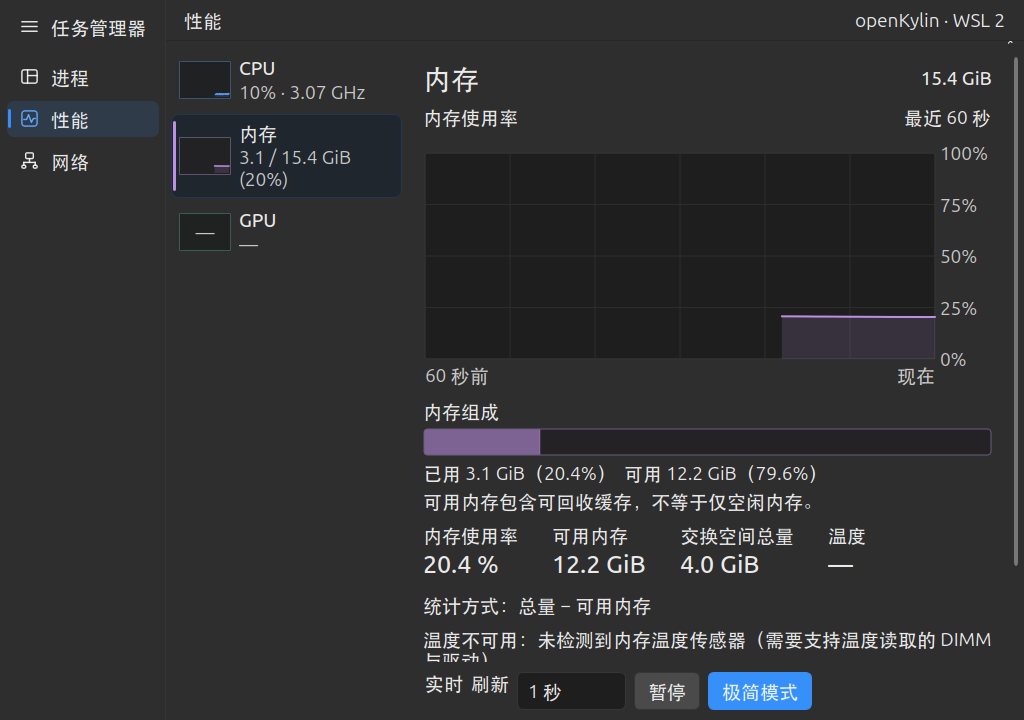 任务管理器
进程
性能
网络
性能
openKylin · WSL 2
CPU
10% · 3.07 GHz
内存
3.1 / 15.4 GiB
(20%)
GPU
—
内存
15.4 GiB
内存使用率
最近 60 秒
100%
75%
50%
25%
0%
60 秒前
现在
内存组成
已用 3.1 GiB（20.4%） 可用 12.2 GiB（79.6%）
可用内存包含可回收缓存，不等于仅空闲内存。
内存使用率 可用内存 交换空间总量 温度
20.4 % 12.2 GiB 4.0 GiB —
统计方式：总量 − 可用内存
温度不可用：未检测到内存温度传感器（需要支持温度读取的 DIMM
与驱动）
实时 刷新
1 秒
暂停
极简模式